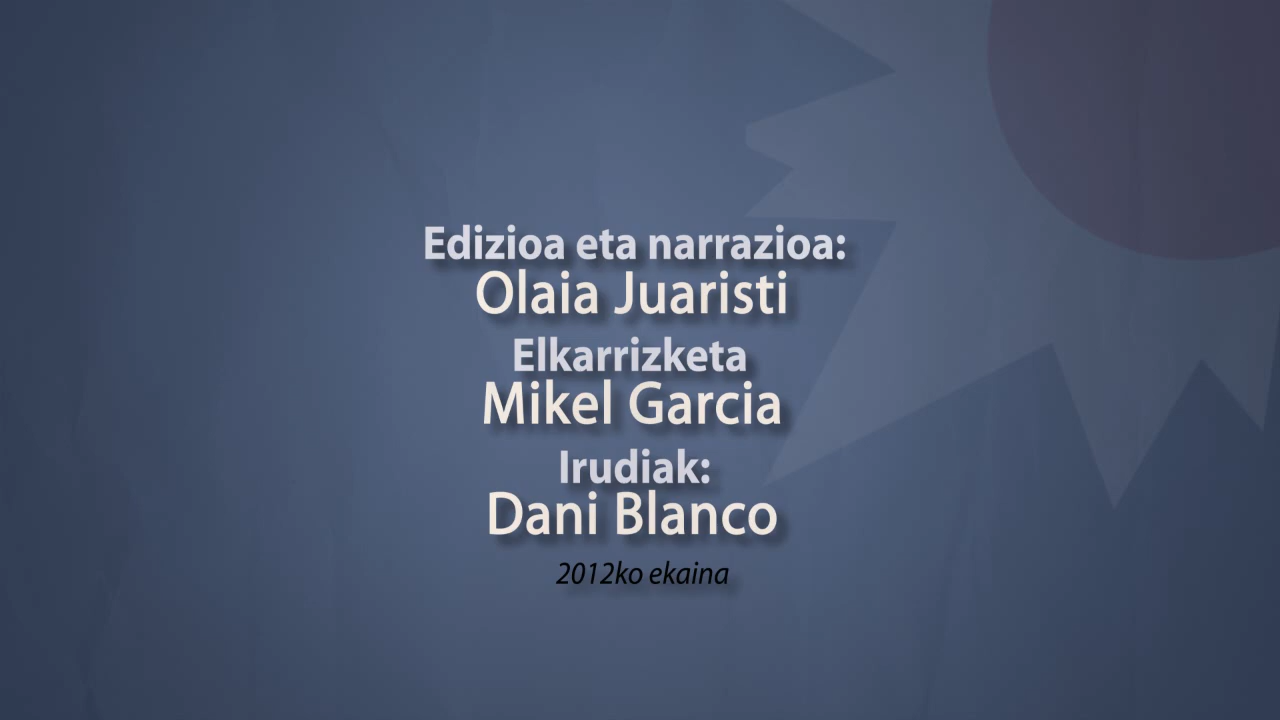 Edizioa eta narrazioa:
Olaia Juaristi
Elkarrizketa
Mikel Garcia
Irudiak:
Dani Blanco
2012ko ekaina